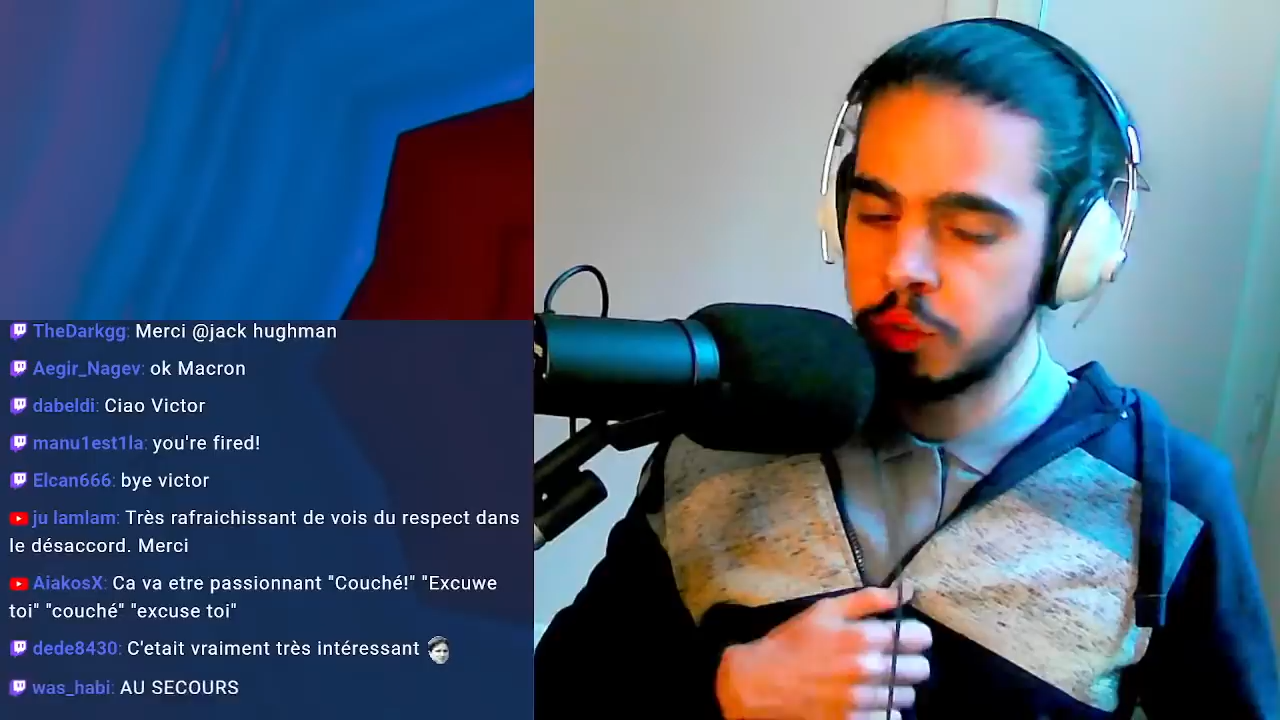 TheDarkgg: Merci @jack hughman
Aegir_Nagev: ok Macron
dabeldi: Ciao Victor
manu1est1la: you're fired!
Elcan666: bye victor
ju lamlam: Très rafraichissant de vois du respect dans
le désaccord. Merci
AiakosX: Ca va etre passionnant "Couché!" "Excuwe
toi" "couché" "excuse toi"
dede8430: C'etait vraiment très intéressant
was_habi: AU SECOURS